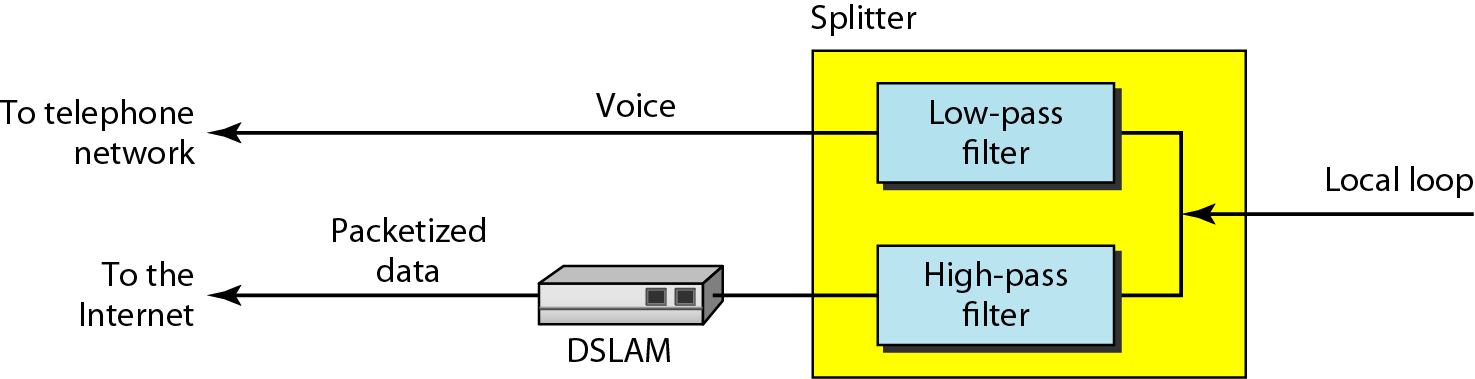 Splitter
To telephone
network
Voice
Low-pass
filter
Local loop
To the
Internet
Packetized
data
DSLAM
High-pass
filter